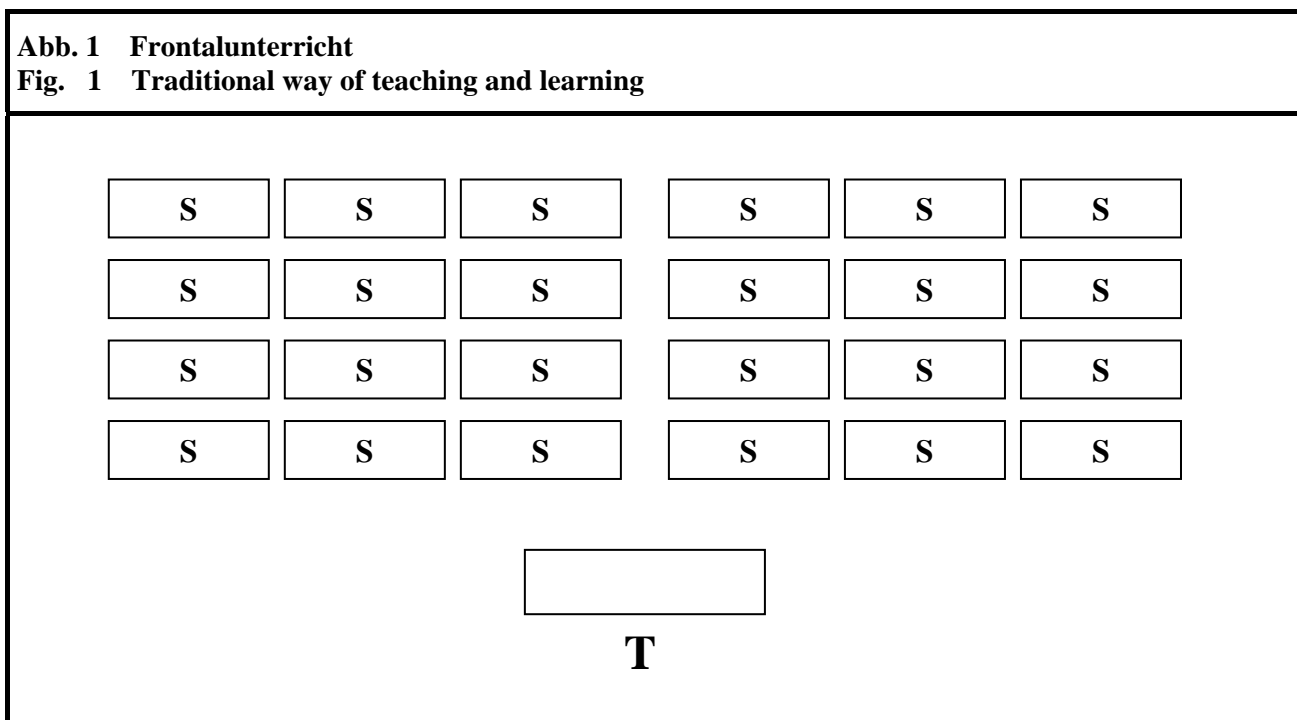 Abb. 1 Frontalunterricht
Fig. 1 Traditional way of teaching and learning
S S S S S S
S S S S S S
S S S S S S
S S S S S S
T